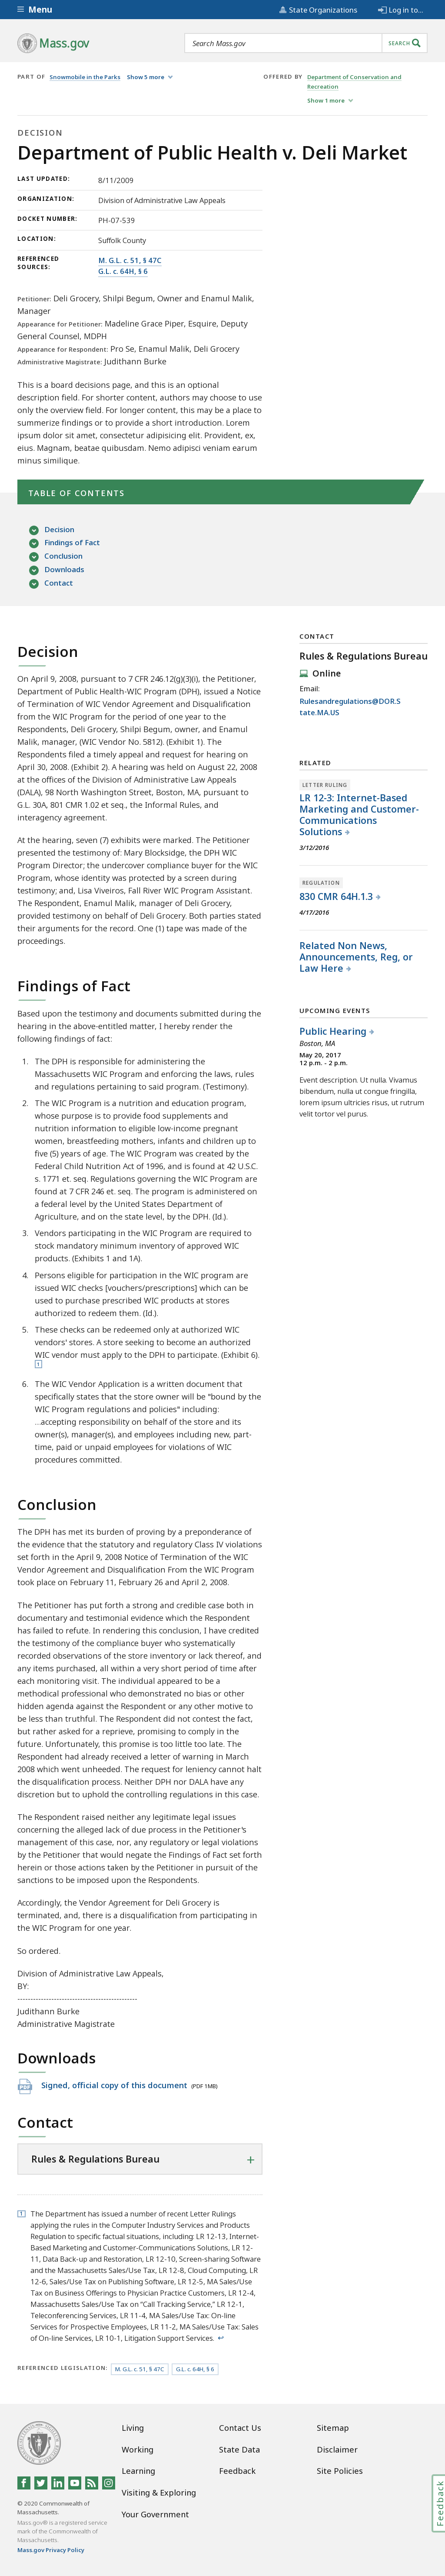 Menu
State Organizations
Log in to...
Mass.gov
Search Mass.gov
SEARCH
PART OF Snowmobile in the Parks Show 5 more
OFFERED BY Department of Conservation and
Recreation
Show 1 more
DECISION
Department of Public Health v. Deli Market
LAST UPDATED: 8/11/2009
ORGANIZATION: Division of Administrative Law Appeals
DOCKET NUMBER: PH-07-539
LOCATION: Suffolk County
REFERENCED SOURCES: M. G.L. c. 51, § 47C
G.L. c. 64H, § 6
Petitioner: Deli Grocery, Shilpi Begum, Owner and Enamul Malik,
Manager
Appearance for Petitioner: Madeline Grace Piper, Esquire, Deputy
General Counsel, MDPH
Appearance for Respondent: Pro Se, Enamul Malik, Deli Grocery
Administrative Magistrate: Judithann Burke
This is a board decisions page, and this is an optional
description field. For short content, authors may choose to use
only the overview field. For longer content, this may be a place to
summarize findings or to provide a subject introduction. Lorem
ipsum dolor sit amet, consectetur adipisicing elit. Provident, ex,
eius. Magnam, beatae quibusdam. Nemo adipisci veniam earum
minus similique.
TABLE OF CONTENTS
Decision
Findings of Fact
Conclusion
Downloads
Contact
Decision
On April 9, 2008, pursuant to 7 CFR 246.12(g)(3)(i), the Petitioner,
Department of Public Health-WIC Program (DPH), issued a Notice
of Termination of WIC Vendor Agreement and Disqualification
from the WIC Program for the period of one year to the
Respondents, Deli Grocery, Shilpi Begum, owner, and Enamul
Malik, manager, (WIC Vendor No. 5812). (Exhibit 1). The
Respondents filed a timely appeal and request for hearing on
April 30, 2008. (Exhibit 2). A hearing was held on August 22, 2008
at the offices of the Division of Administrative Law Appeals
(DALA), 98 North Washington Street, Boston, MA, pursuant to
G.L. 30A, 801 CMR 1.02 et seq., the Informal Rules, and
interagency agreement.
At the hearing, seven (7) exhibits were marked. The Petitioner
presented the testimony of: Mary Blocksidge, the DPH WIC
Program Director; the undercover compliance buyer for the WIC
Program, whose identity was protected by a screen during
testimony; and, Lisa Viveiros, Fall River WIC Program Assistant.
The Respondent, Enamul Malik, manager of Deli Grocery,
provided testimony on behalf of Deli Grocery. Both parties stated
their arguments for the record. One (1) tape was made of the
proceedings.
Findings of Fact
Based upon the testimony and documents submitted during the
hearing in the above-entitled matter, I hereby render the
following findings of fact:
1. The DPH is responsible for administering the
Massachusetts WIC Program and enforcing the laws, rules
and regulations pertaining to said program. (Testimony).
2. The WIC Program is a nutrition and education program,
whose purpose is to provide food supplements and
nutrition information to eligible low-income pregnant
women, breastfeeding mothers, infants and children up to
five (5) years of age. The WIC Program was created by the
Federal Child Nutrition Act of 1996, and is found at 42 U.S.C.
s. 1771 et. seq. Regulations governing the WIC Program are
found at 7 CFR 246 et. seq. The program is administered on
a federal level by the United States Department of
Agriculture, and on the state level, by the DPH. (Id.).
3. Vendors participating in the WIC Program are required to
stock mandatory minimum inventory of approved WIC
products. (Exhibits 1 and 1A).
4. Persons eligible for participation in the WIC program are
issued WIC checks [vouchers/prescriptions] which can be
used to purchase prescribed WIC products at stores
authorized to redeem them. (Id.).
5. These checks can be redeemed only at authorized WIC
vendors' stores. A store seeking to become an authorized
WIC vendor must apply to the DPH to participate. (Exhibit 6).
1
6. The WIC Vendor Application is a written document that
specifically states that the store owner will be "bound by the
WIC Program regulations and policies" including:
...accepting responsibility on behalf of the store and its
owner(s), manager(s), and employees including new, part-
time, paid or unpaid employees for violations of WIC
procedures committed by them.
Conclusion
The DPH has met its burden of proving by a preponderance of
the evidence that the statutory and regulatory Class IV violations
set forth in the April 9, 2008 Notice of Termination of the WIC
Vendor Agreement and Disqualification From the WIC Program
took place on February 11, February 26 and April 2, 2008.
The Petitioner has put forth a strong and credible case both in
documentary and testimonial evidence which the Respondent
has failed to refute. In rendering this conclusion, I have credited
the testimony of the compliance buyer who systematically
recorded observations of the store inventory or lack thereof, and
any items purchased, all within a very short period of time after
each visit. The individual appeared to be a meticulous
methodical professional who demonstrated no bias or other
hidden agenda against the Respondent or any other motive to
be less than truthful. The Respondent did not contest the fact,
but rather asked for a reprieve, promising to comply in the
future. Unfortunately, this promise is too little too late. The
Respondent had already received a letter of warning in March
2008 which went unheeded. The request for leniency cannot halt
the disqualification process. Neither DPH nor DALA have any
discretion but to uphold the controlling regulations in this case.
The Respondent raised neither any legitimate legal issues
concerning the alleged lack of due process in the Petitioner's
management of this case, nor, any regulatory or legal violations
by the Petitioner that would negate the Findings of Fact set forth
herein or any actions taken by the Petitioner in pursuit of the
sanctions to be imposed upon the Respondents.
Accordingly, the Vendor Agreement for Deli Grocery is
terminated, and, there is a disqualification from participating in
the WIC Program for one year.
So ordered.
Division of Administrative Law Appeals,
BY:
----------------------------------------------
Judithann Burke
Administrative Magistrate
Downloads
Signed, official copy of this document (PDF 1MB)
Contact
Rules & Regulations Bureau
1 The Department has issued a number of recent Letter Rulings
applying the rules in the Computer Industry Services and Products
Regulation to specific factual situations, including: LR 12-13, Internet-
Based Marketing and Customer-Communications Solutions, LR 12-
11, Data Back-up and Restoration, LR 12-10, Screen-sharing Software
and the Massachusetts Sales/Use Tax, LR 12-8, Cloud Computing, LR
12-6, Sales/Use Tax on Publishing Software, LR 12-5, MA Sales/Use
Tax on Business Offerings to Physician Practice Customers, LR 12-4,
Massachusetts Sales/Use Tax on “Call Tracking Service,” LR 12-1,
Teleconferencing Services, LR 11-4, MA Sales/Use Tax: On-line
Services for Prospective Employees, LR 11-2, MA Sales/Use Tax: Sales
of On-line Services, LR 10-1, Litigation Support Services. ↩
REFERENCED LEGISLATION: M. G.L. c. 51, § 47C G.L. c. 64H, § 6
CONTACT
Rules & Regulations Bureau
Online
Email:
Rulesandregulations@DOR.S
tate.MA.US
RELATED
LETTER RULING
LR 12-3: Internet-Based
Marketing and Customer-
Communications
Solutions
3/12/2016
REGULATION
830 CMR 64H.1.3
4/17/2016
Related Non News,
Announcements, Reg, or
Law Here
UPCOMING EVENTS
Public Hearing
Boston, MA
May 20, 2017
12 p.m. - 2 p.m.
Event description. Ut nulla. Vivamus
bibendum, nulla ut congue fringilla,
lorem ipsum ultricies risus, ut rutrum
velit tortor vel purus.
Living
Working
Learning
Visiting & Exploring
Your Government
Contact Us
State Data
Feedback
Sitemap
Disclaimer
Site Policies
© 2020 Commonwealth of
Massachusetts.
Mass.gov® is a registered service
mark of the Commonwealth of
Massachusetts.
Mass.gov Privacy Policy
Feedback